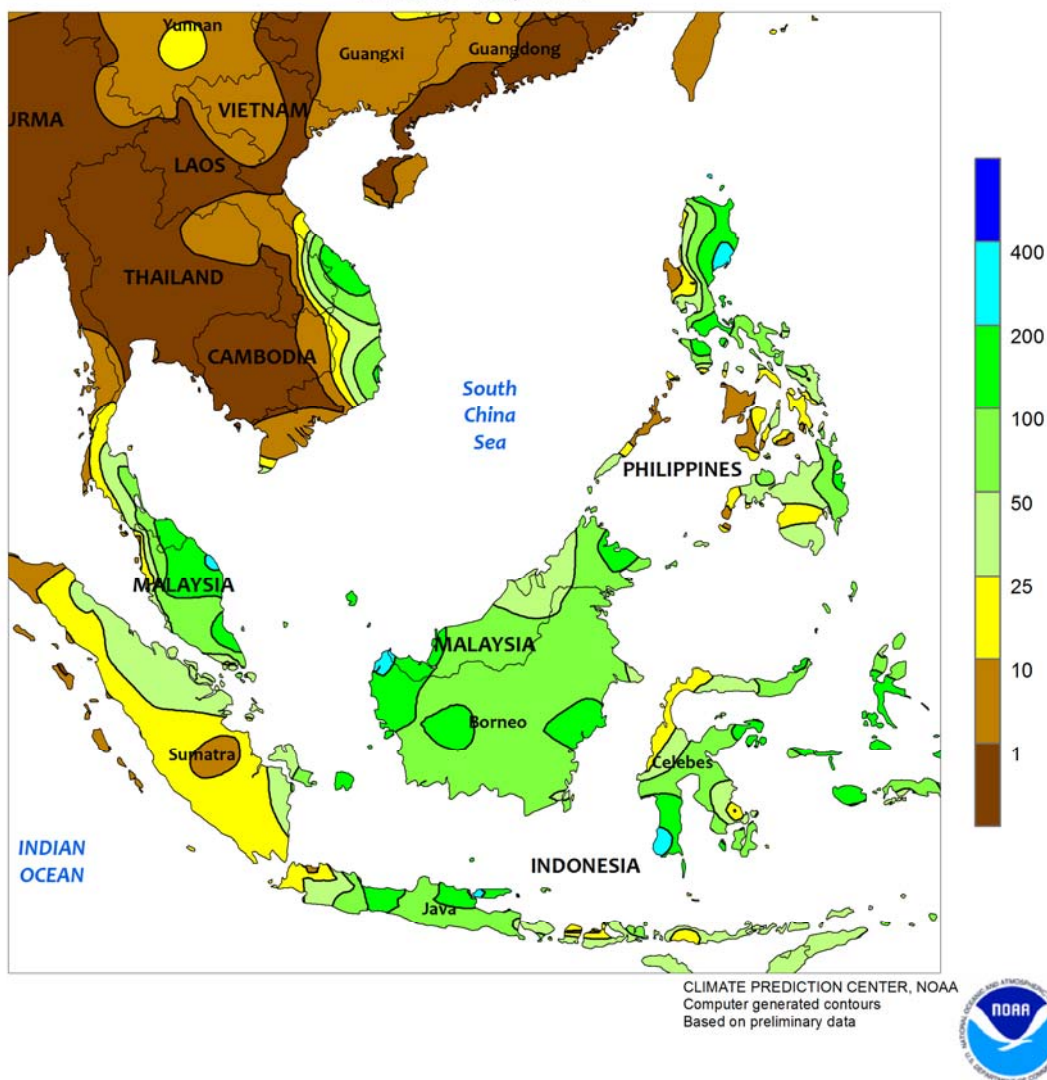 Yunnan
Guangxi
Guangdong
URMA
VIETNAM
LAOS
THAILAND
CAMBODIA
South
China
Sea
PHILIPPINES
MALAYSIA
MALAYSIA
Borneo
Sumatra
Celebes
INDIAN
OCEAN
INDONESIA
Java
400
200
100
50
25
10
1
CLIMATE PREDICTION CENTER, NOAA
Computer generated contours
Based on preliminary data
NOAA